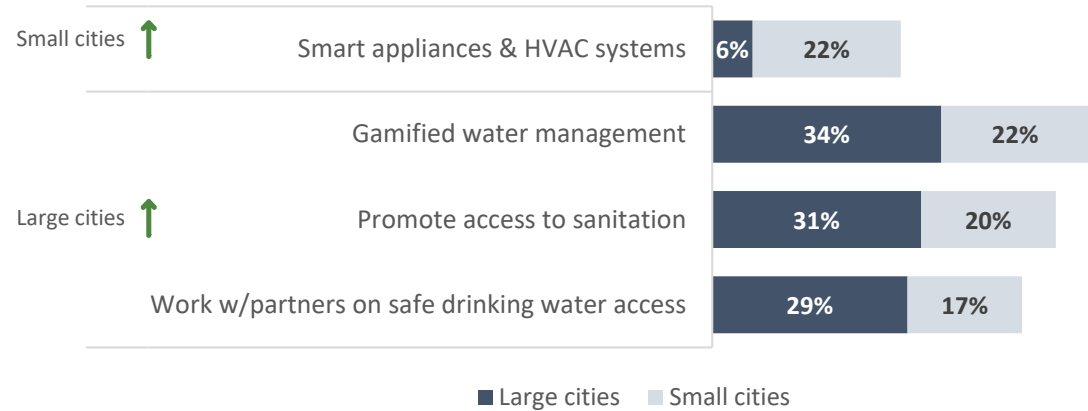 Small cities
Smart appliances & HVAC systems
6%
22%
Gamified water management
34%
22%
Large cities
Promote access to sanitation
31%
20%
Work w/partners on safe drinking water access
29%
17%
Large cities
Small cities